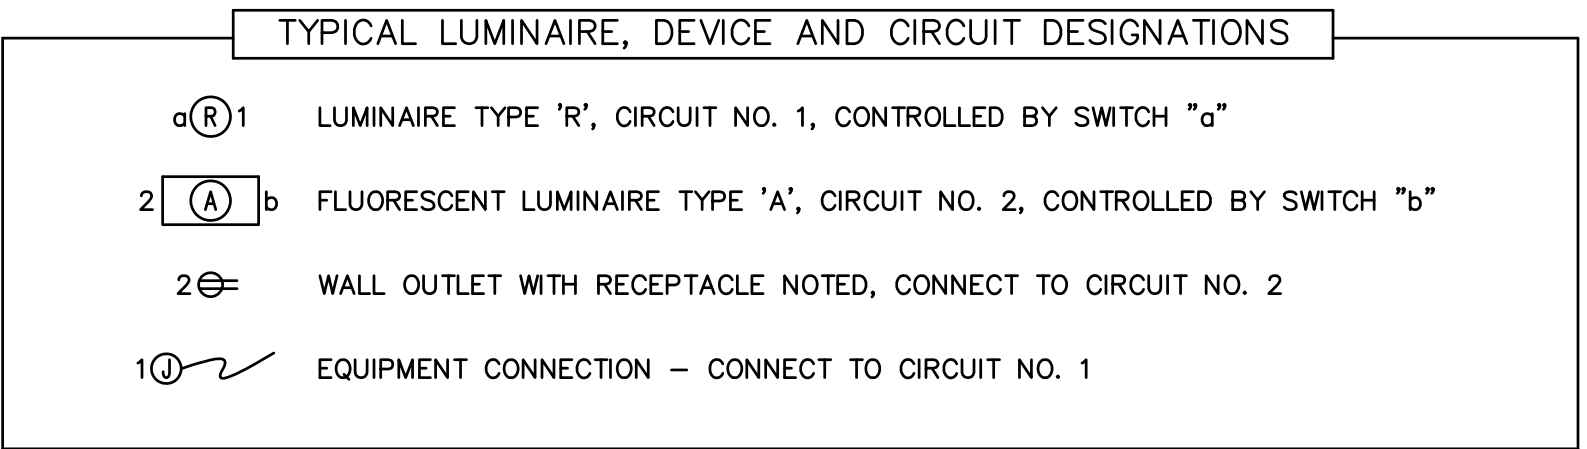 TYPICAL LUMINAIRE, DEVICE AND CIRCUIT DESIGNATIONS
a R 1 LUMINAIRE TYPE 'R', CIRCUIT NO. 1, CONTROLLED BY SWITCH "a"
2 A b FLUORESCENT LUMINAIRE TYPE 'A', CIRCUIT NO. 2, CONTROLLED BY SWITCH "b"
2 WALL OUTLET WITH RECEPTACLE NOTED, CONNECT TO CIRCUIT NO. 2
1 J EQUIPMENT CONNECTION – CONNECT TO CIRCUIT NO. 1